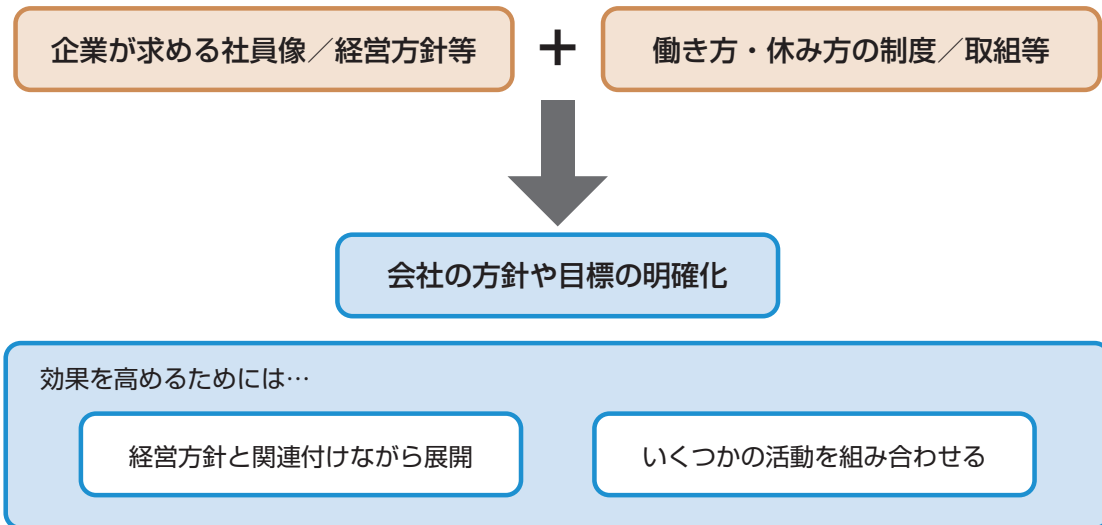 企業が求める社員像／経営方針等
＋
働き方・休み方の制度／取組等
会社の方針や目標の明確化
効果を高めるためには…
経営方針と関連付けながら展開
いくつかの活動を組み合わせる